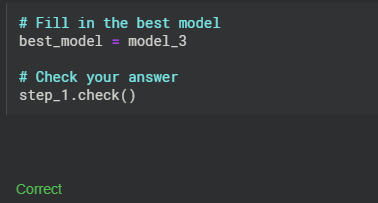 # Fill in the best model
best_model = model_3
# Check your answer
step_1.check()
Correct